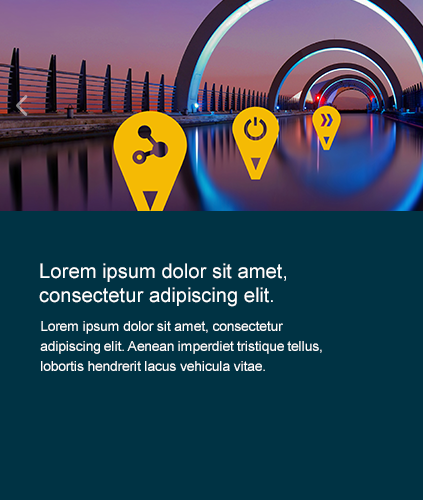 Lorem ipsum dolor sit amet,
consectetur adipiscing elit.
Lorem ipsum dolor sit amet, consectetur
adipiscing elit. Aenean imperdiet tristique tellus,
lobortis hendrerit lacus vehicula vitae.